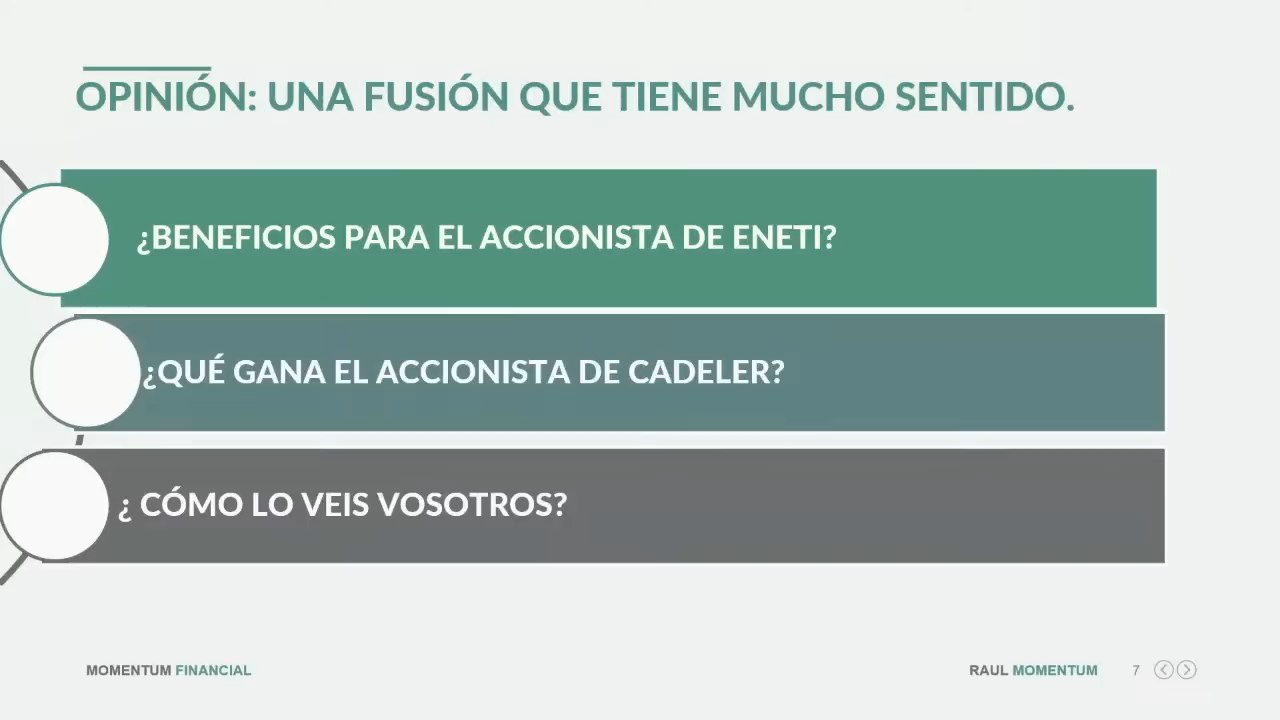 OPINIÓN: UNA FUSIÓN QUE TIENE MUCHO SENTIDO.
¿BENEFICIOS PARA EL ACCIONISTA DE ENETI?
¿QUÉ GANA EL ACCIONISTA DE CADELER?
¿ CÓMO LO VEIS VOSOTROS?
MOMENTUM FINANCIAL
RAUL MOMENTUM 7